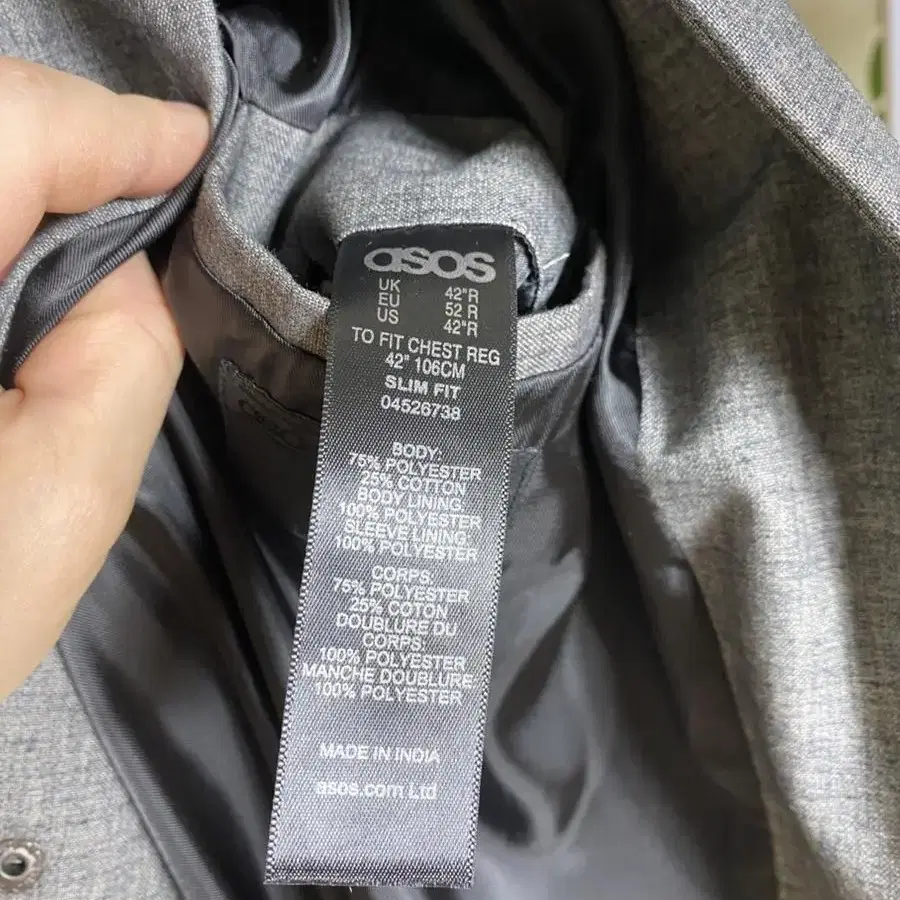 asos
UK 42"R
EU 52 R
US 42"R
TO FIT CHEST REG
42" 106CM
SLIM FIT
04526738
BODY:
75% POLYESTER
25% COTTON
BODY LINING:
100% POLYESTER
SLEEVE LINING:
100% POLYESTER
CORPS:
75% POLYESTER
25% COTON
DOUBLURE DU
CORPS:
100% POLYESTER
MANCHE DOUBLURE
100% POLYESTER
MADE IN INDIA
asos.com Ltd